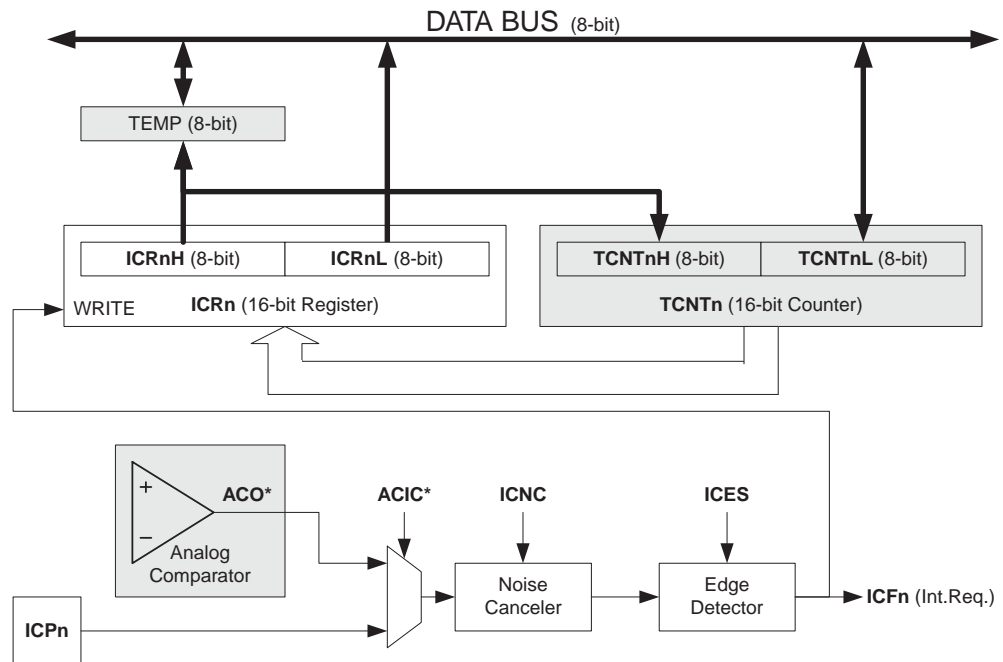 DATA BUS (8-bit)
TEMP (8-bit)
ICRnH (8-bit)
ICRnL (8-bit)
TCNTnH (8-bit)
TCNTnL (8-bit)
WRITE
ICRn (16-bit Register)
TCNTn (16-bit Counter)
+
−
ACO*
Analog
Comparator
ACIC*
ICNC
ICES
Noise
Canceler
Edge
Detector
ICFn (Int.Req.)
ICPn